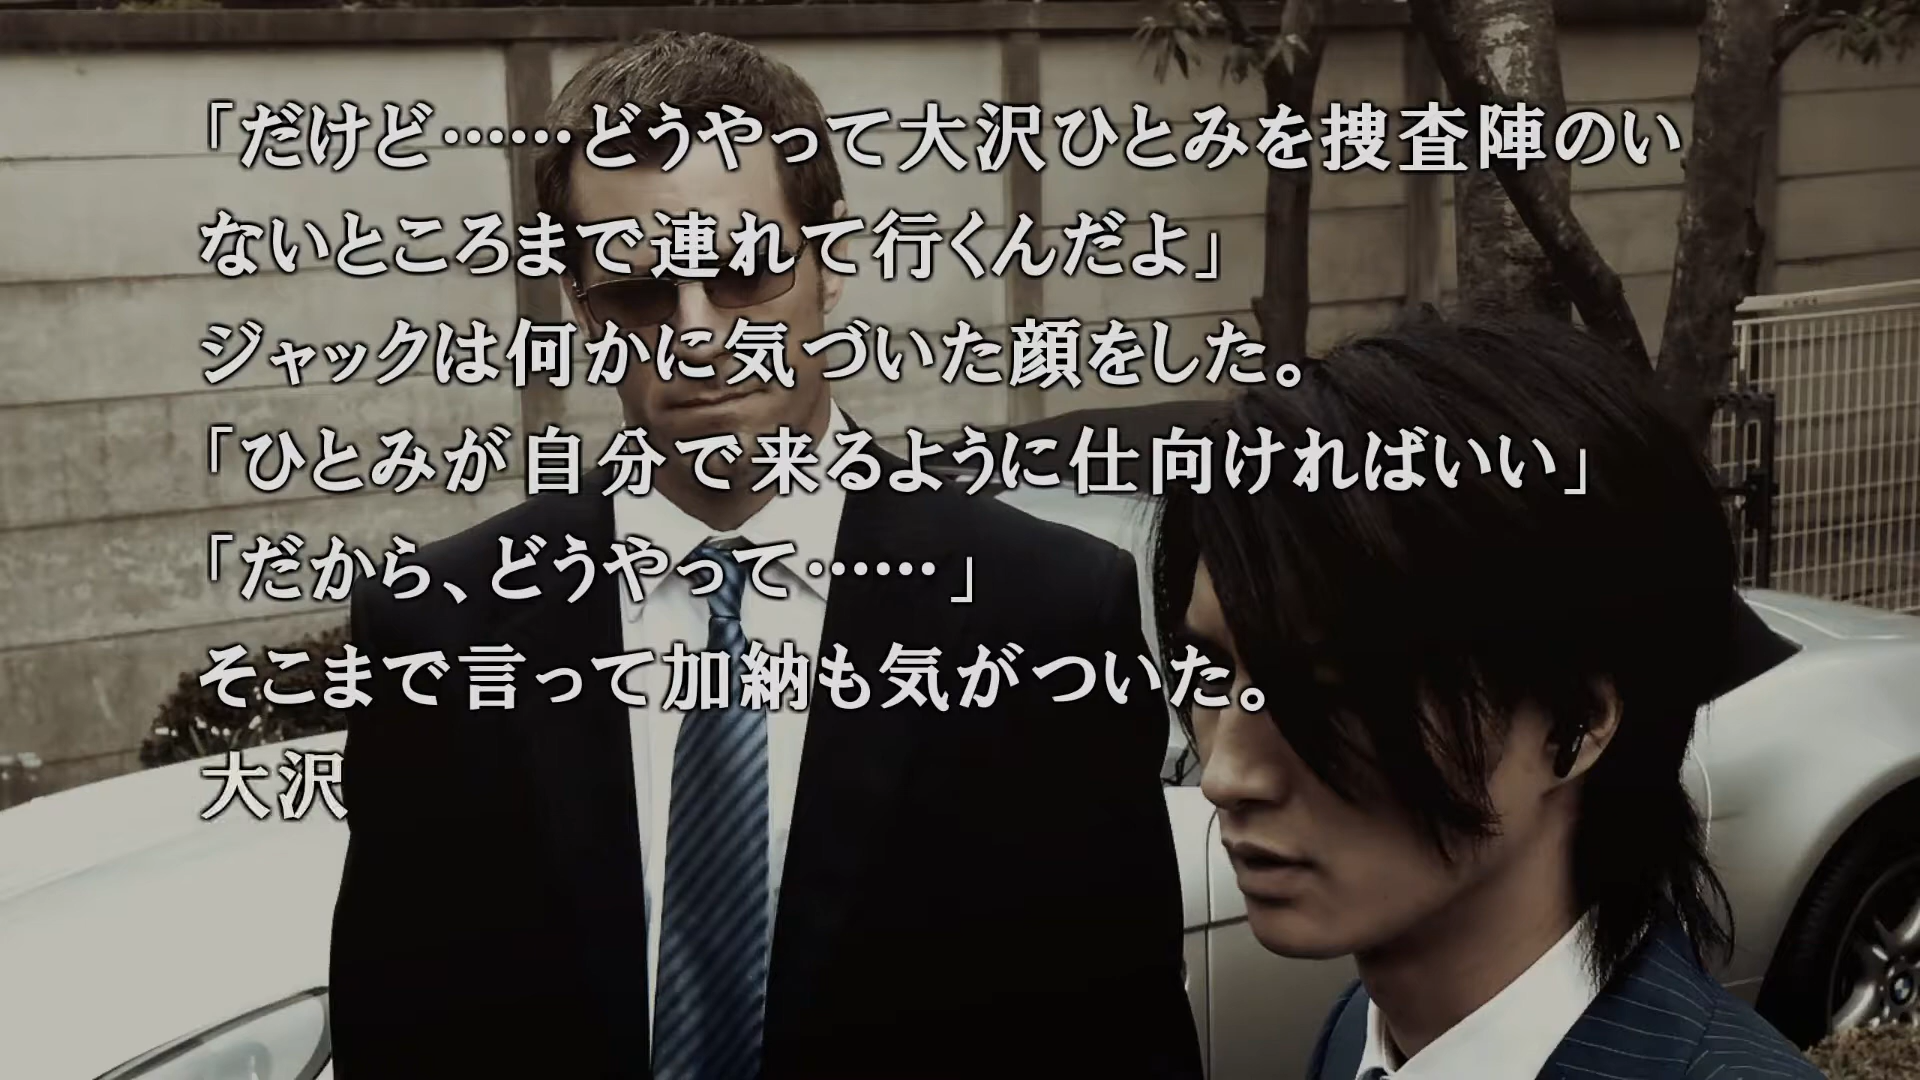 「だけど……どうやって大沢ひとみを捜査陣のい
ないところまで連れて行くんだよ」
ジャックは何かに気づいた顔をした。
「ひとみが自分で来るように仕向ければいい」
「だから、どうやって……」
そこまで言って加納も気がついた。
大沢